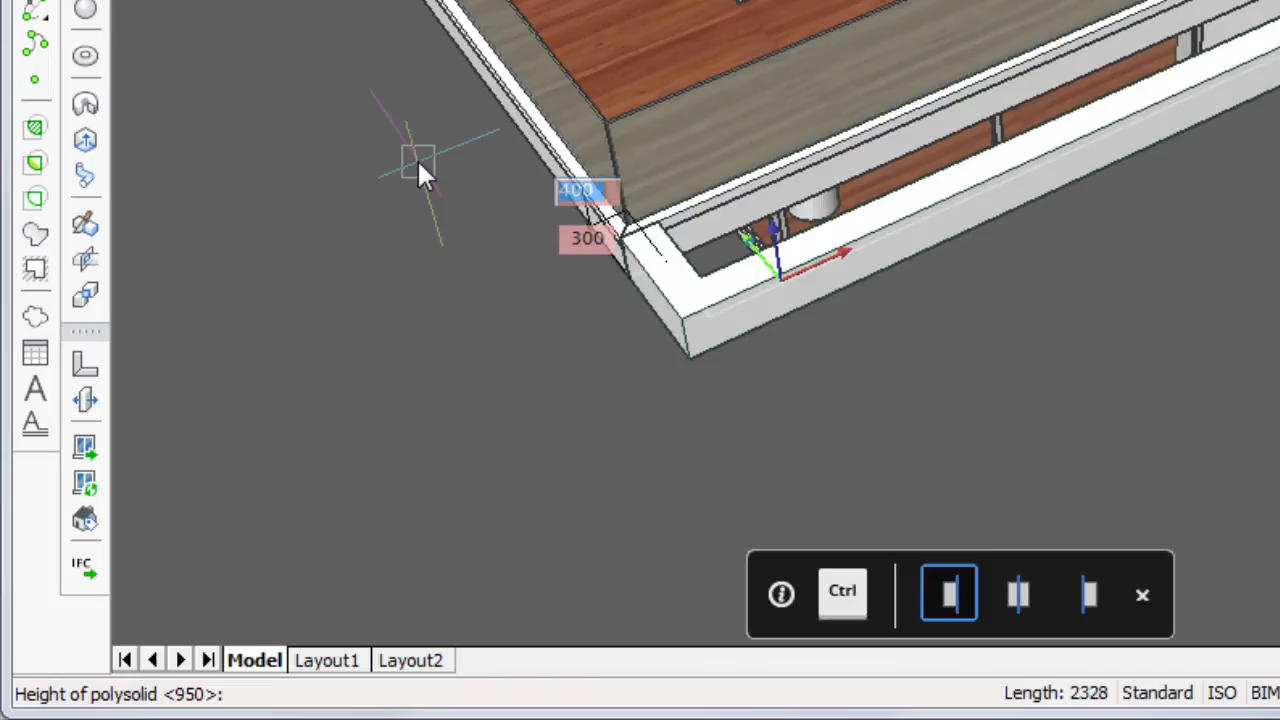 400
300
A
A
IFC
Ctrl
Model Layout1 Layout2
Height of polysolid <950>: Length: 2328 Standard ISO BIM